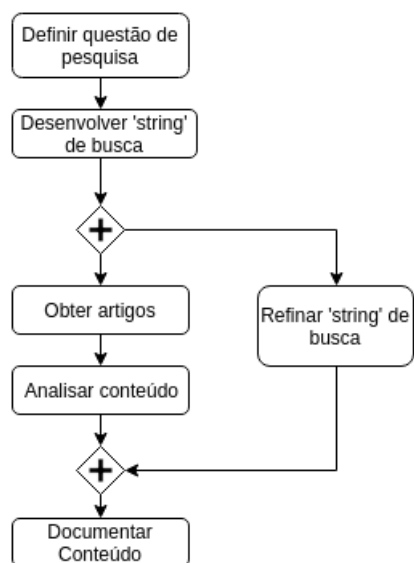 Definir questão de
pesquisa
Desenvolver 'string'
de busca
Obter artigos
Refinar 'string' de
busca
Analisar conteúdo
Documentar
Conteúdo